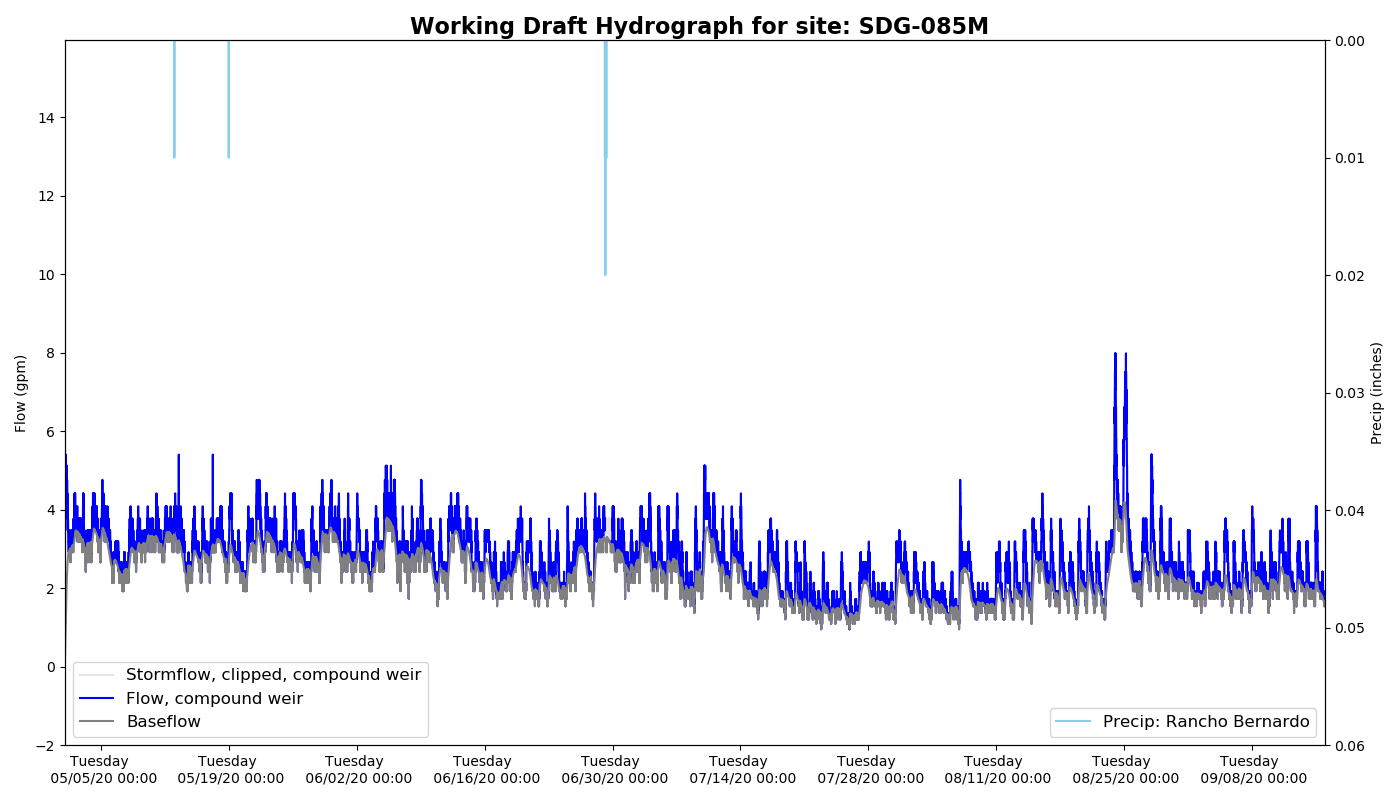 Working Draft Hydrograph for site: SDG-085M
Flow (gpm)
14
12
10
8
6
4
2
0
−2
0.00
0.01
0.02
0.03
0.04
0.05
0.06
Precip (inches)
Stormflow, clipped, compound weir
Flow, compound weir
Baseflow
Precip: Rancho Bernardo
Tuesday
05/05/20 00:00
Tuesday
05/19/20 00:00
Tuesday
06/02/20 00:00
Tuesday
06/16/20 00:00
Tuesday
06/30/20 00:00
Tuesday
07/14/20 00:00
Tuesday
07/28/20 00:00
Tuesday
08/11/20 00:00
Tuesday
08/25/20 00:00
Tuesday
09/08/20 00:00